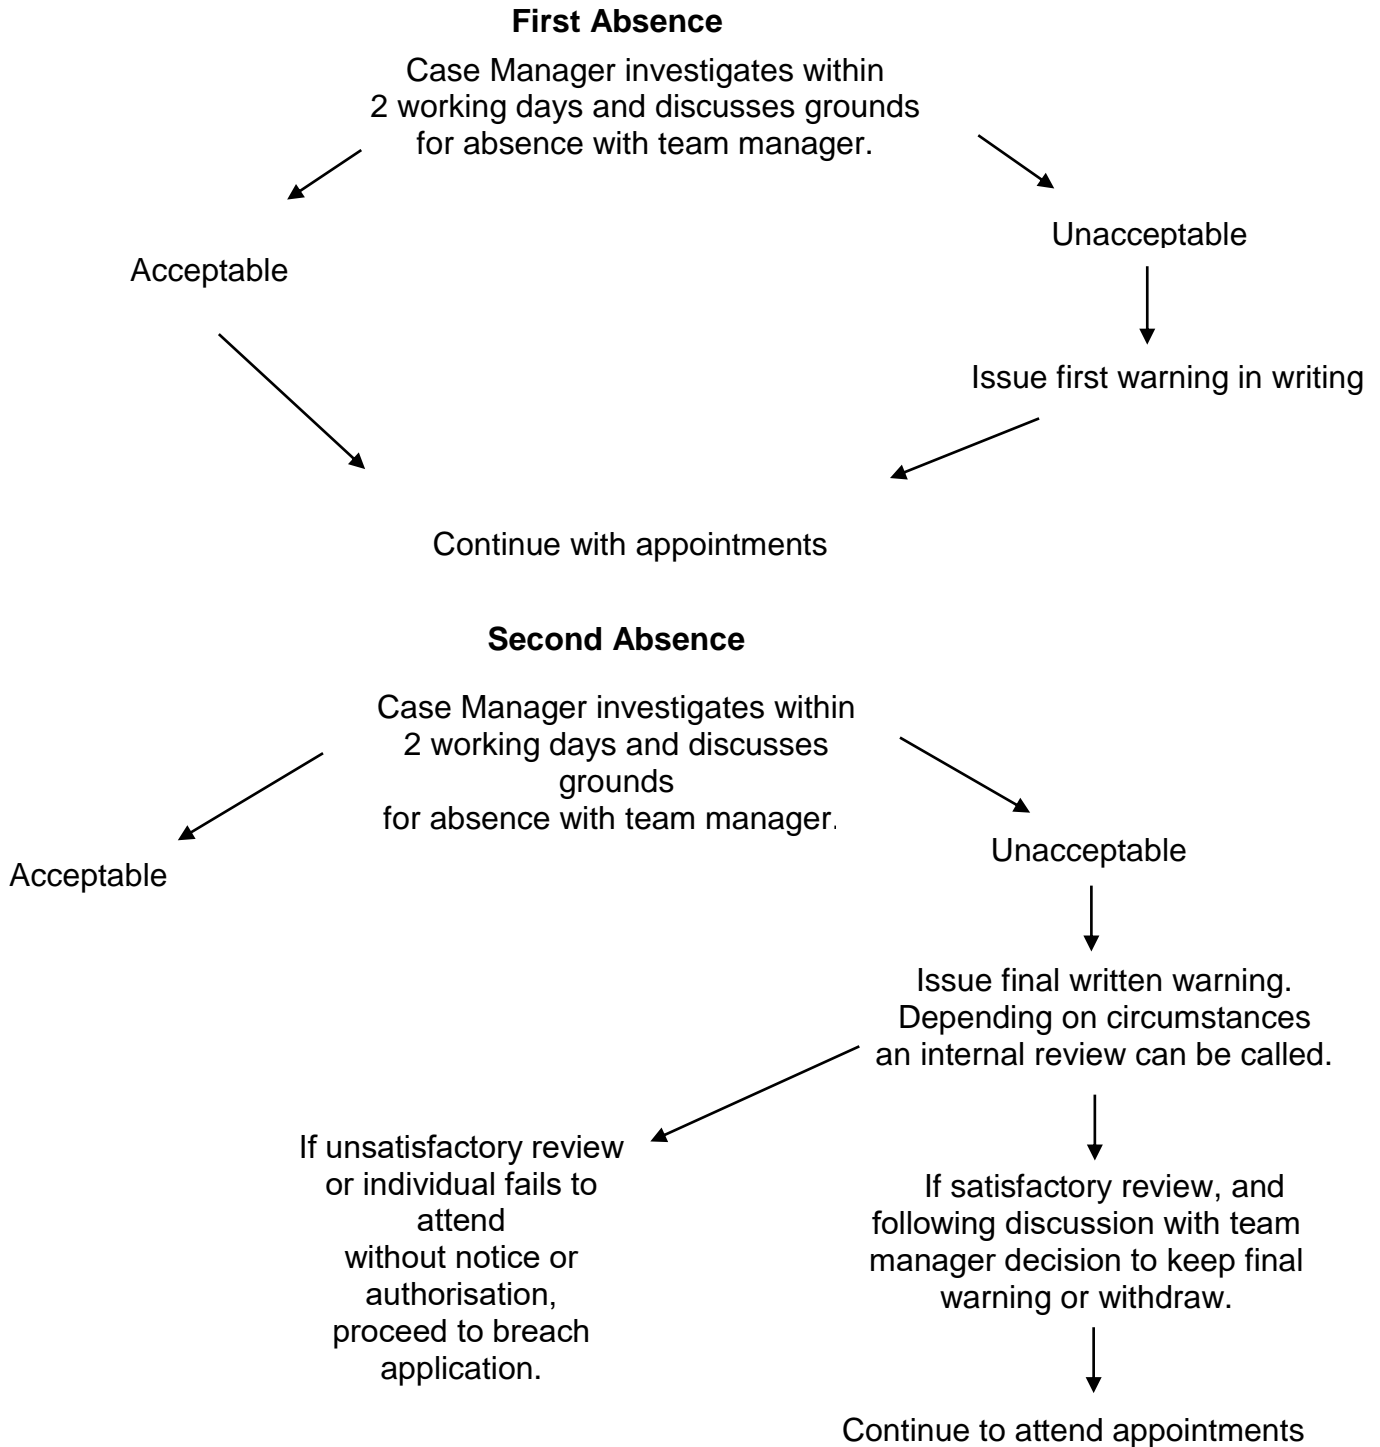 First Absence
Case Manager investigates within
2 working days and discusses grounds
for absence with team manager.
Unacceptable
Acceptable
Issue first warning in writing
Continue with appointments
Second Absence
Case Manager investigates within
2 working days and discusses
grounds
for absence with team manager.
Unacceptable
Acceptable
Issue final written warning.
Depending on circumstances
an internal review can be called.
If unsatisfactory review
or individual fails to
attend
without notice or
authorisation,
proceed to breach
application.
If satisfactory review, and
following discussion with team
manager decision to keep final
warning or withdraw.
Continue to attend appointments